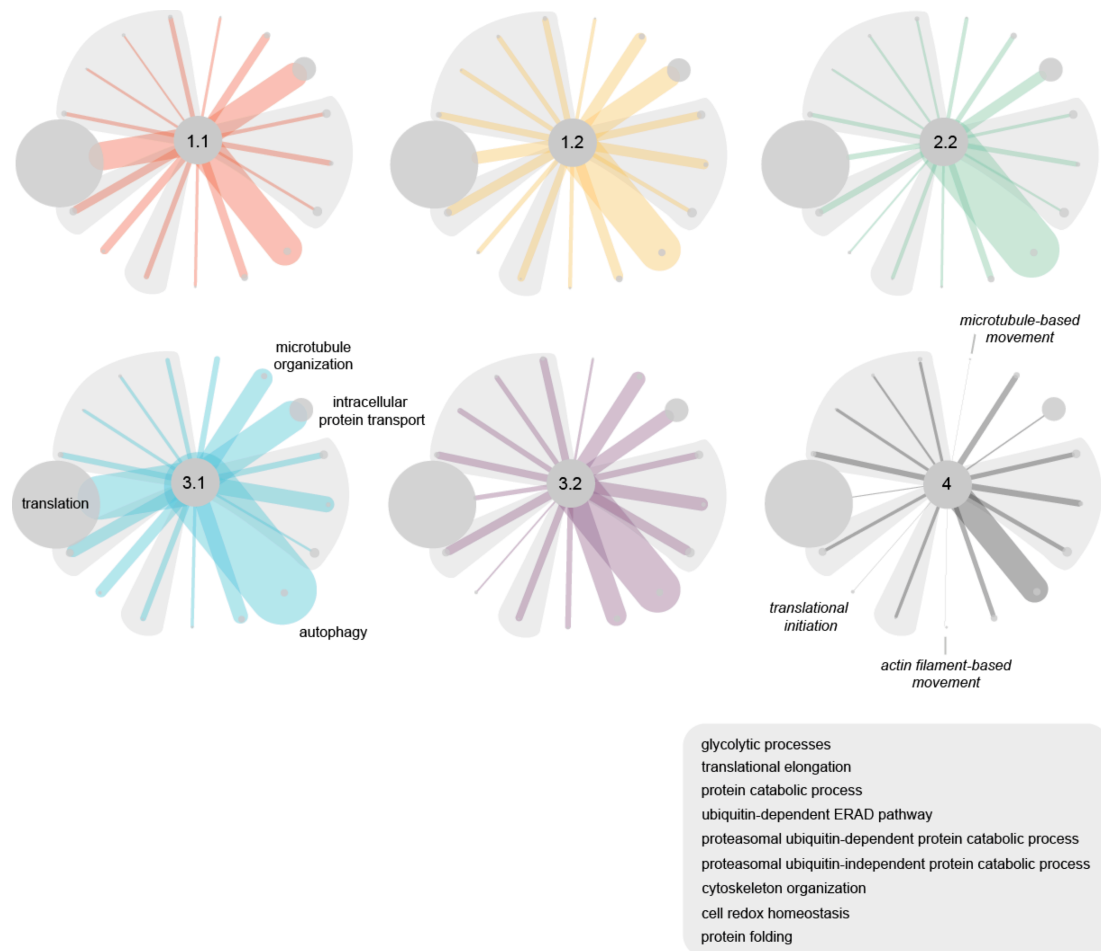 1.1
1.2
2.2
microtubule-based
movement
microtubule
organization
intracellular
protein transport
translation
3.1
3.2
4
autophagy
translational
initiation
actin filament-based
movement
glycolytic processes
translational elongation
protein catabolic process
ubiquitin-dependent ERAD pathway
proteasomal ubiquitin-dependent protein catabolic process
proteasomal ubiquitin-independent protein catabolic process
cytoskeleton organization
cell redox homeostasis
protein folding